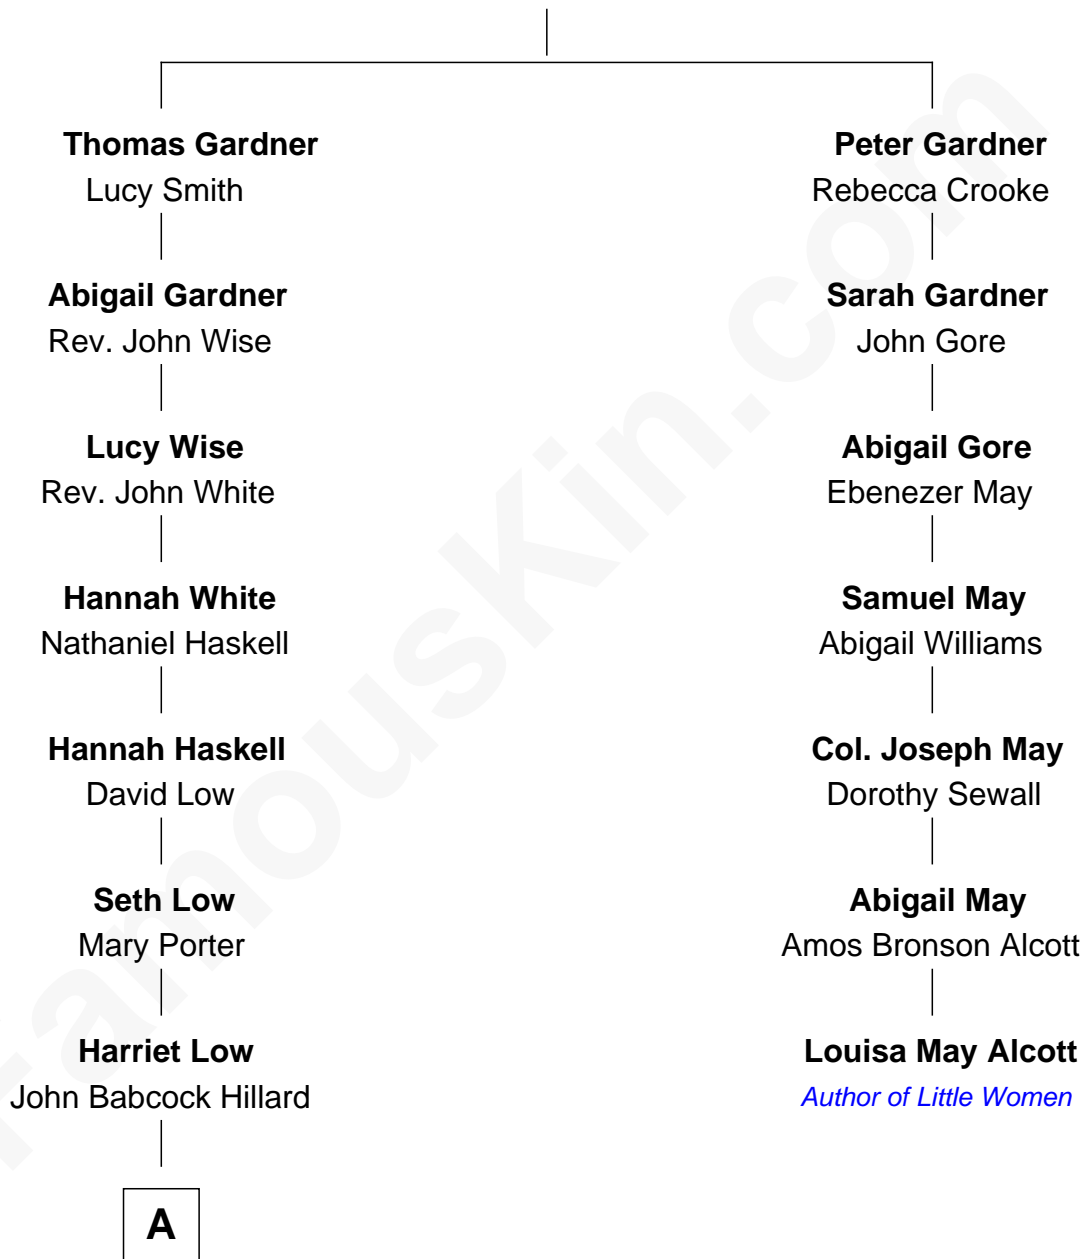 Thomas Gardner
Lucy Smith
Abigail Gardner
Rev. John Wise
Lucy Wise
Rev. John White
Hannah White
Nathaniel Haskell
Hannah Haskell
David Low
Seth Low
Mary Porter
Harriet Low
John Babcock Hillard
A
Peter Gardner
Rebecca Crooke
Sarah Gardner
John Gore
Abigail Gore
Ebenezer May
Samuel May
Abigail Williams
Col. Joseph May
Dorothy Sewall
Abigail May
Amos Bronson Alcott
Louisa May Alcott
Author of Little Women
FamousKin.com